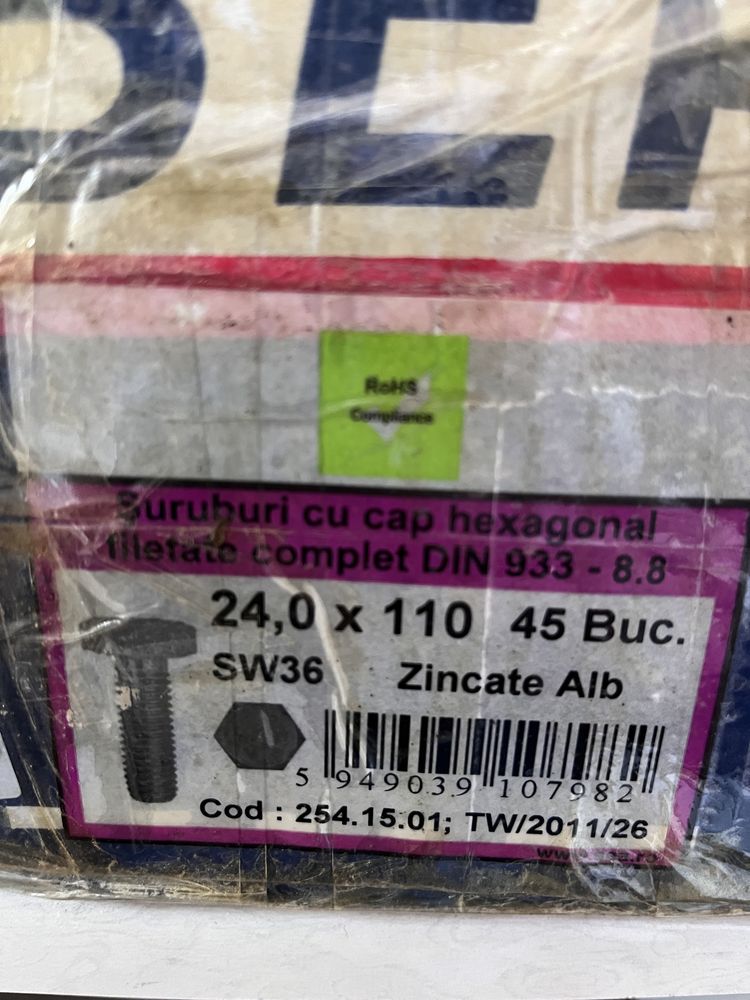 RoHS
Compliance
Şuruburi cu cap hexagonal
filetate complet DIN 933 - 8.8
24,0 x 110 45 Buc.
SW36 Zincate Alb
5 949039 107982
Cod : 254.15.01; TW/2011/26